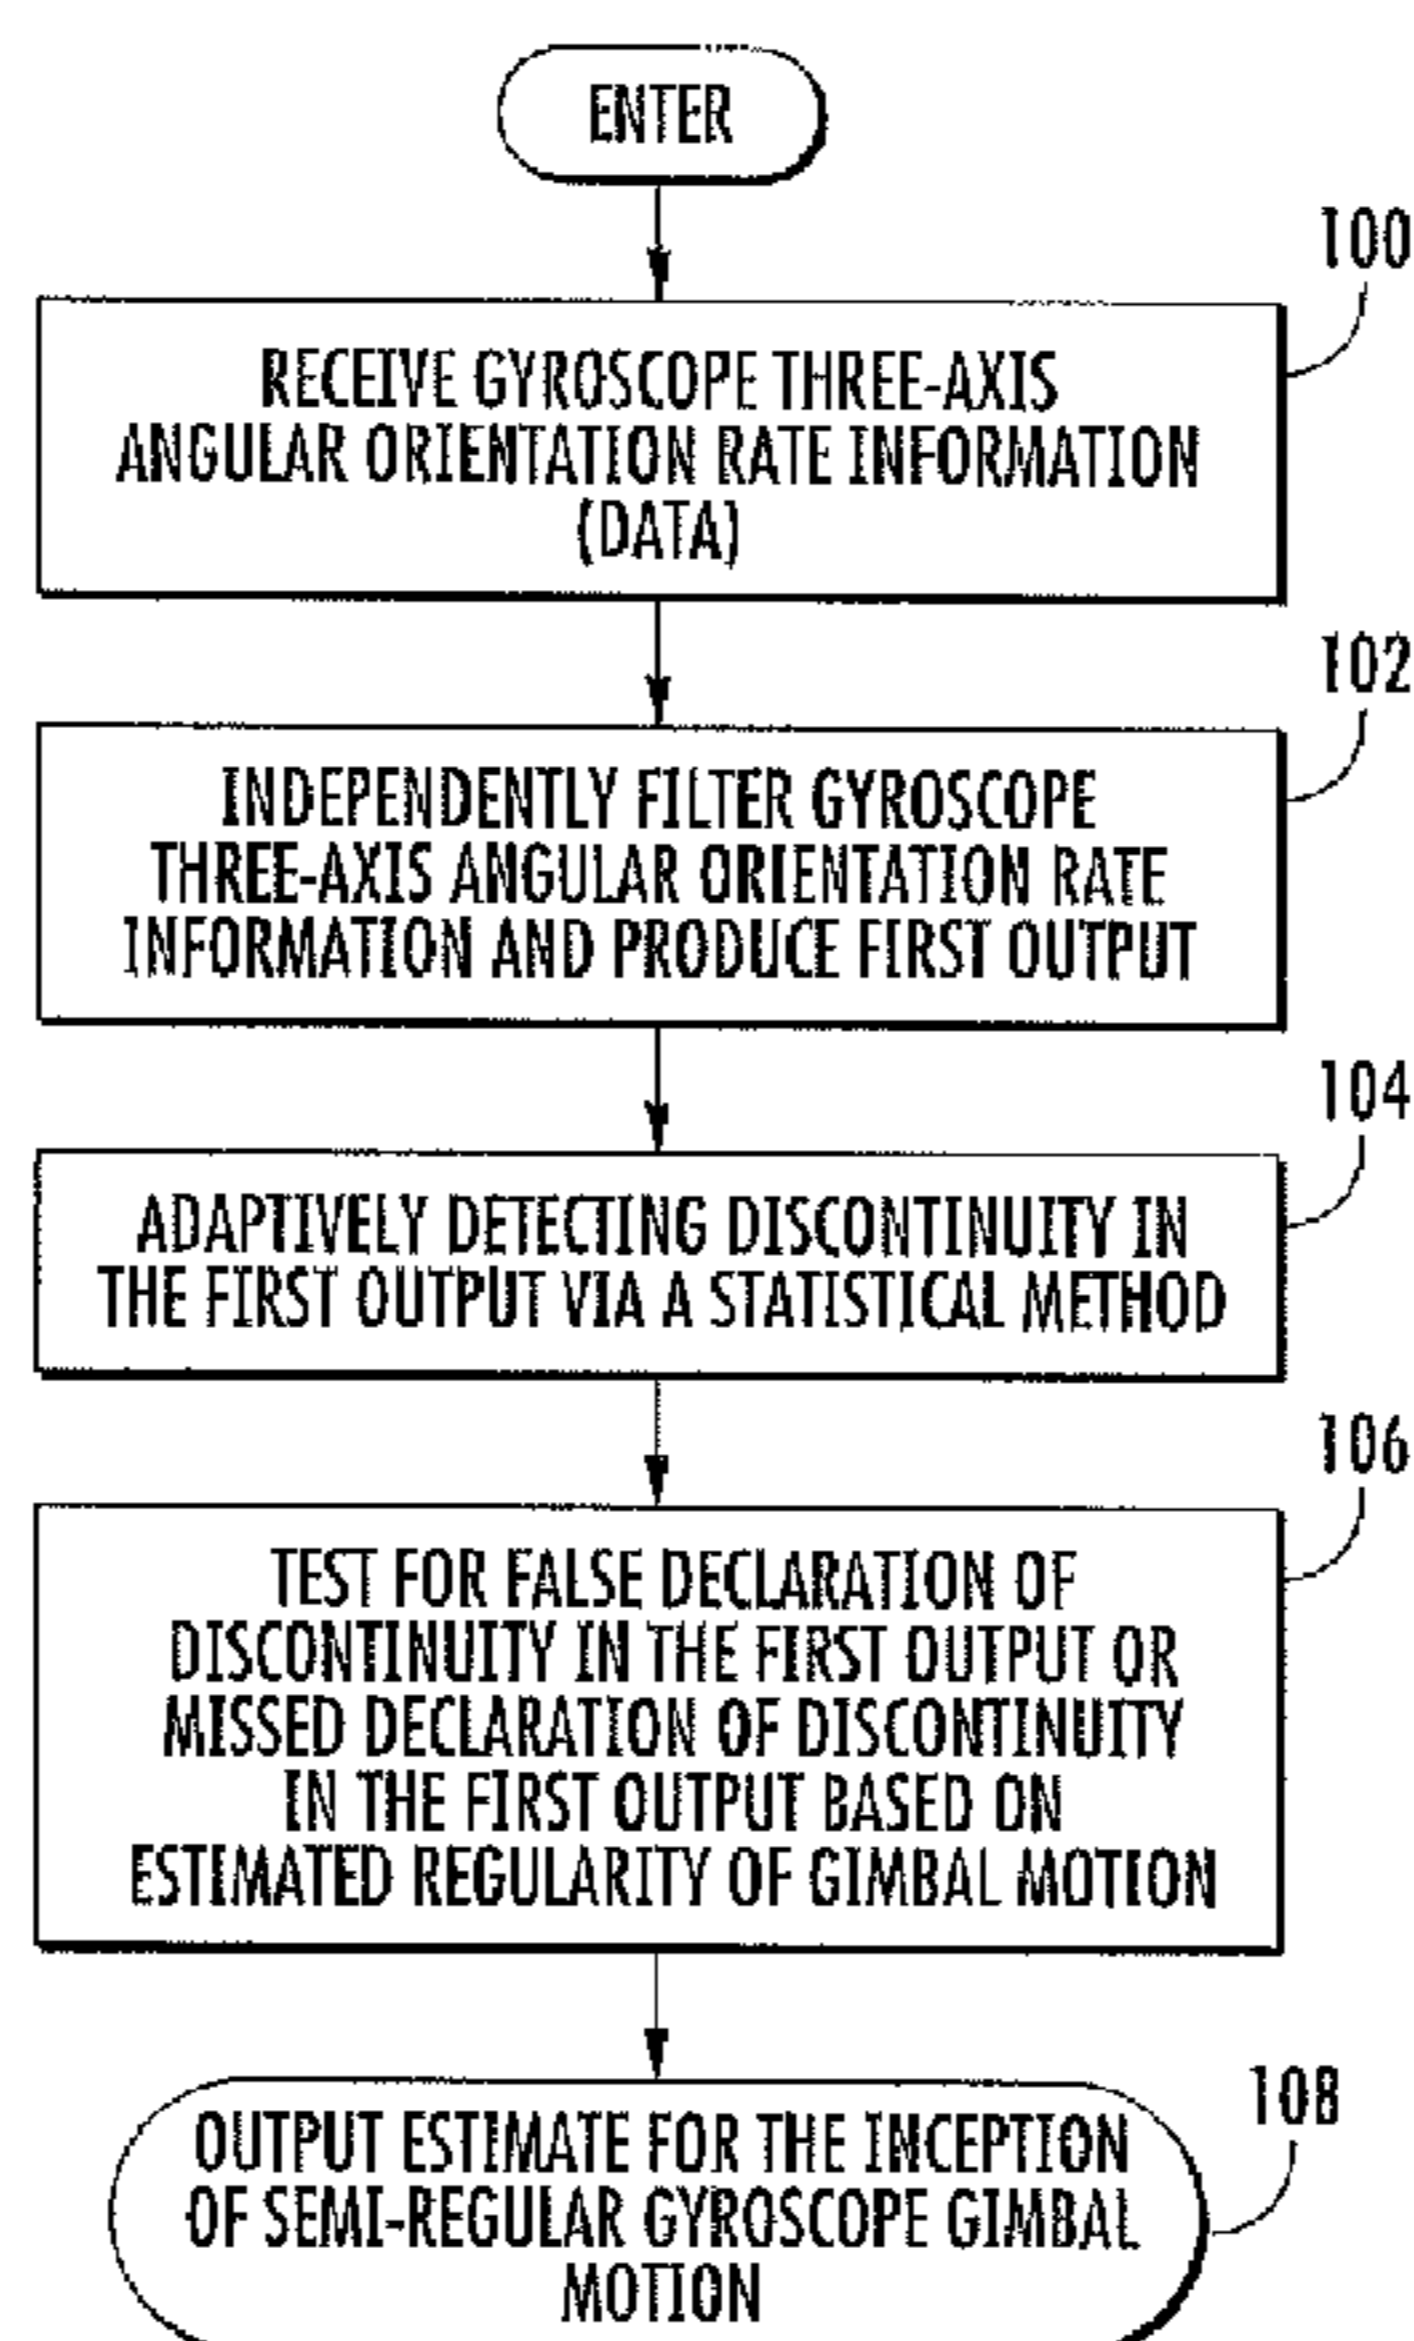 ENTER
100
RECEIVE GYROSCOPE THREE-AXIS
ANGULAR ORIENTATION RATE INFORMATION
(DATA)
102
INDEPENDENTLY FILTER GYROSCOPE
THREE-AXIS ANGULAR ORIENTATION RATE
INFORMATION AND PRODUCE FIRST OUTPUT
104
ADAPTIVELY DETECTING DISCONTINUITY IN
THE FIRST OUTPUT VIA A STATISTICAL METHOD
106
TEST FOR FALSE DECLARATION OF
DISCONTINUITY IN THE FIRST OUTPUT OR
MISSED DECLARATION OF DISCONTINUITY
IN THE FIRST OUTPUT BASED ON
ESTIMATED REGULARITY OF GIMBAL MOTION
108
OUTPUT ESTIMATE FOR THE INCEPTION
OF SEMI-REGULAR GYROSCOPE GIMBAL
MOTION